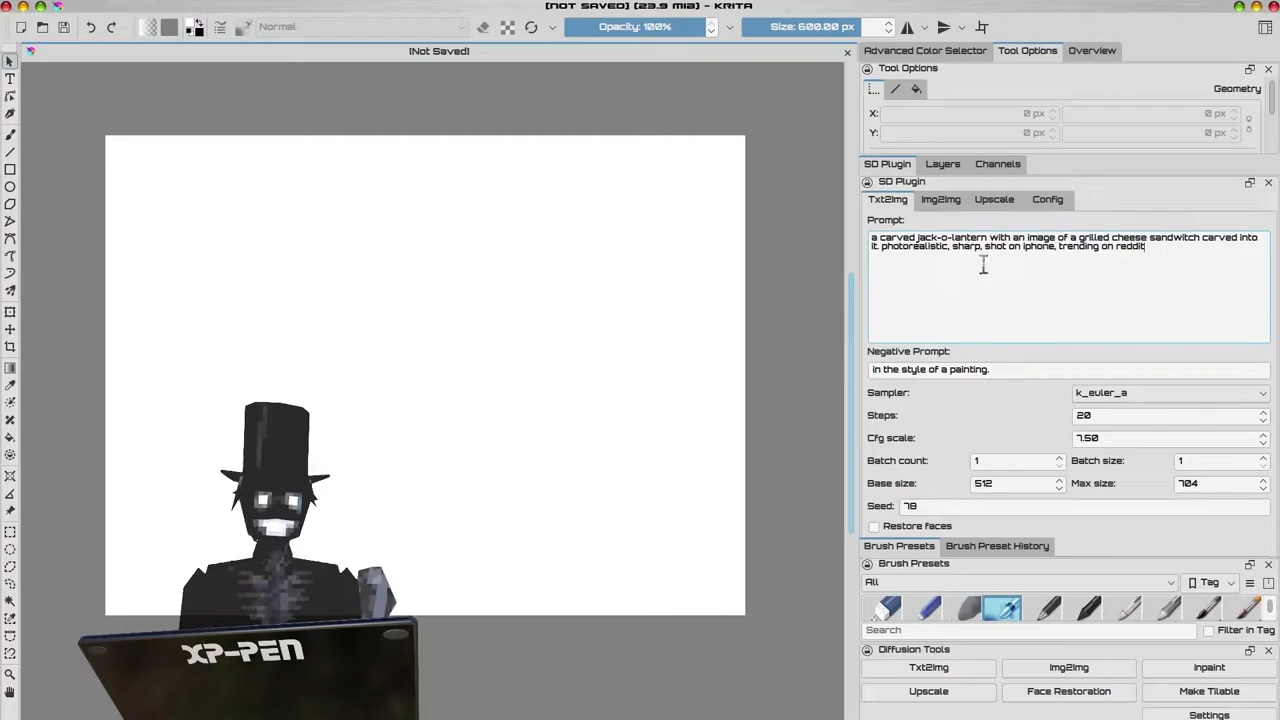 [NOT SAVED] (23.9 MiB) - KRITA
Normal
Opacity: 100%
Size: 600.00 px
[Not Saved]
Advanced Color Selector
Tool Options
Overview
Tool Options
Geometry
X:
0 px
0 px
Y:
0 px
0 px
SD Plugin
Layers
Channels
SD Plugin
Txt2Img
Img2Img
Upscale
Config
Prompt:
a carved jack-o-lantern with an image of a grilled cheese sandwitch carved into
it. photorealistic, sharp, shot on iphone, trending on reddit
Negative Prompt:
in the style of a painting.
Sampler:
k_euler_a
Steps:
20
Cfg scale:
7.50
Batch count:
1
Batch size:
1
Base size:
512
Max size:
704
Seed:
78
Restore faces
Brush Presets
Brush Preset History
Brush Presets
All
Tag
Search
Filter in Tag
Diffusion Tools
Txt2Img
Img2Img
Inpaint
Upscale
Face Restoration
Make Tilable
Settings
XP-PEN